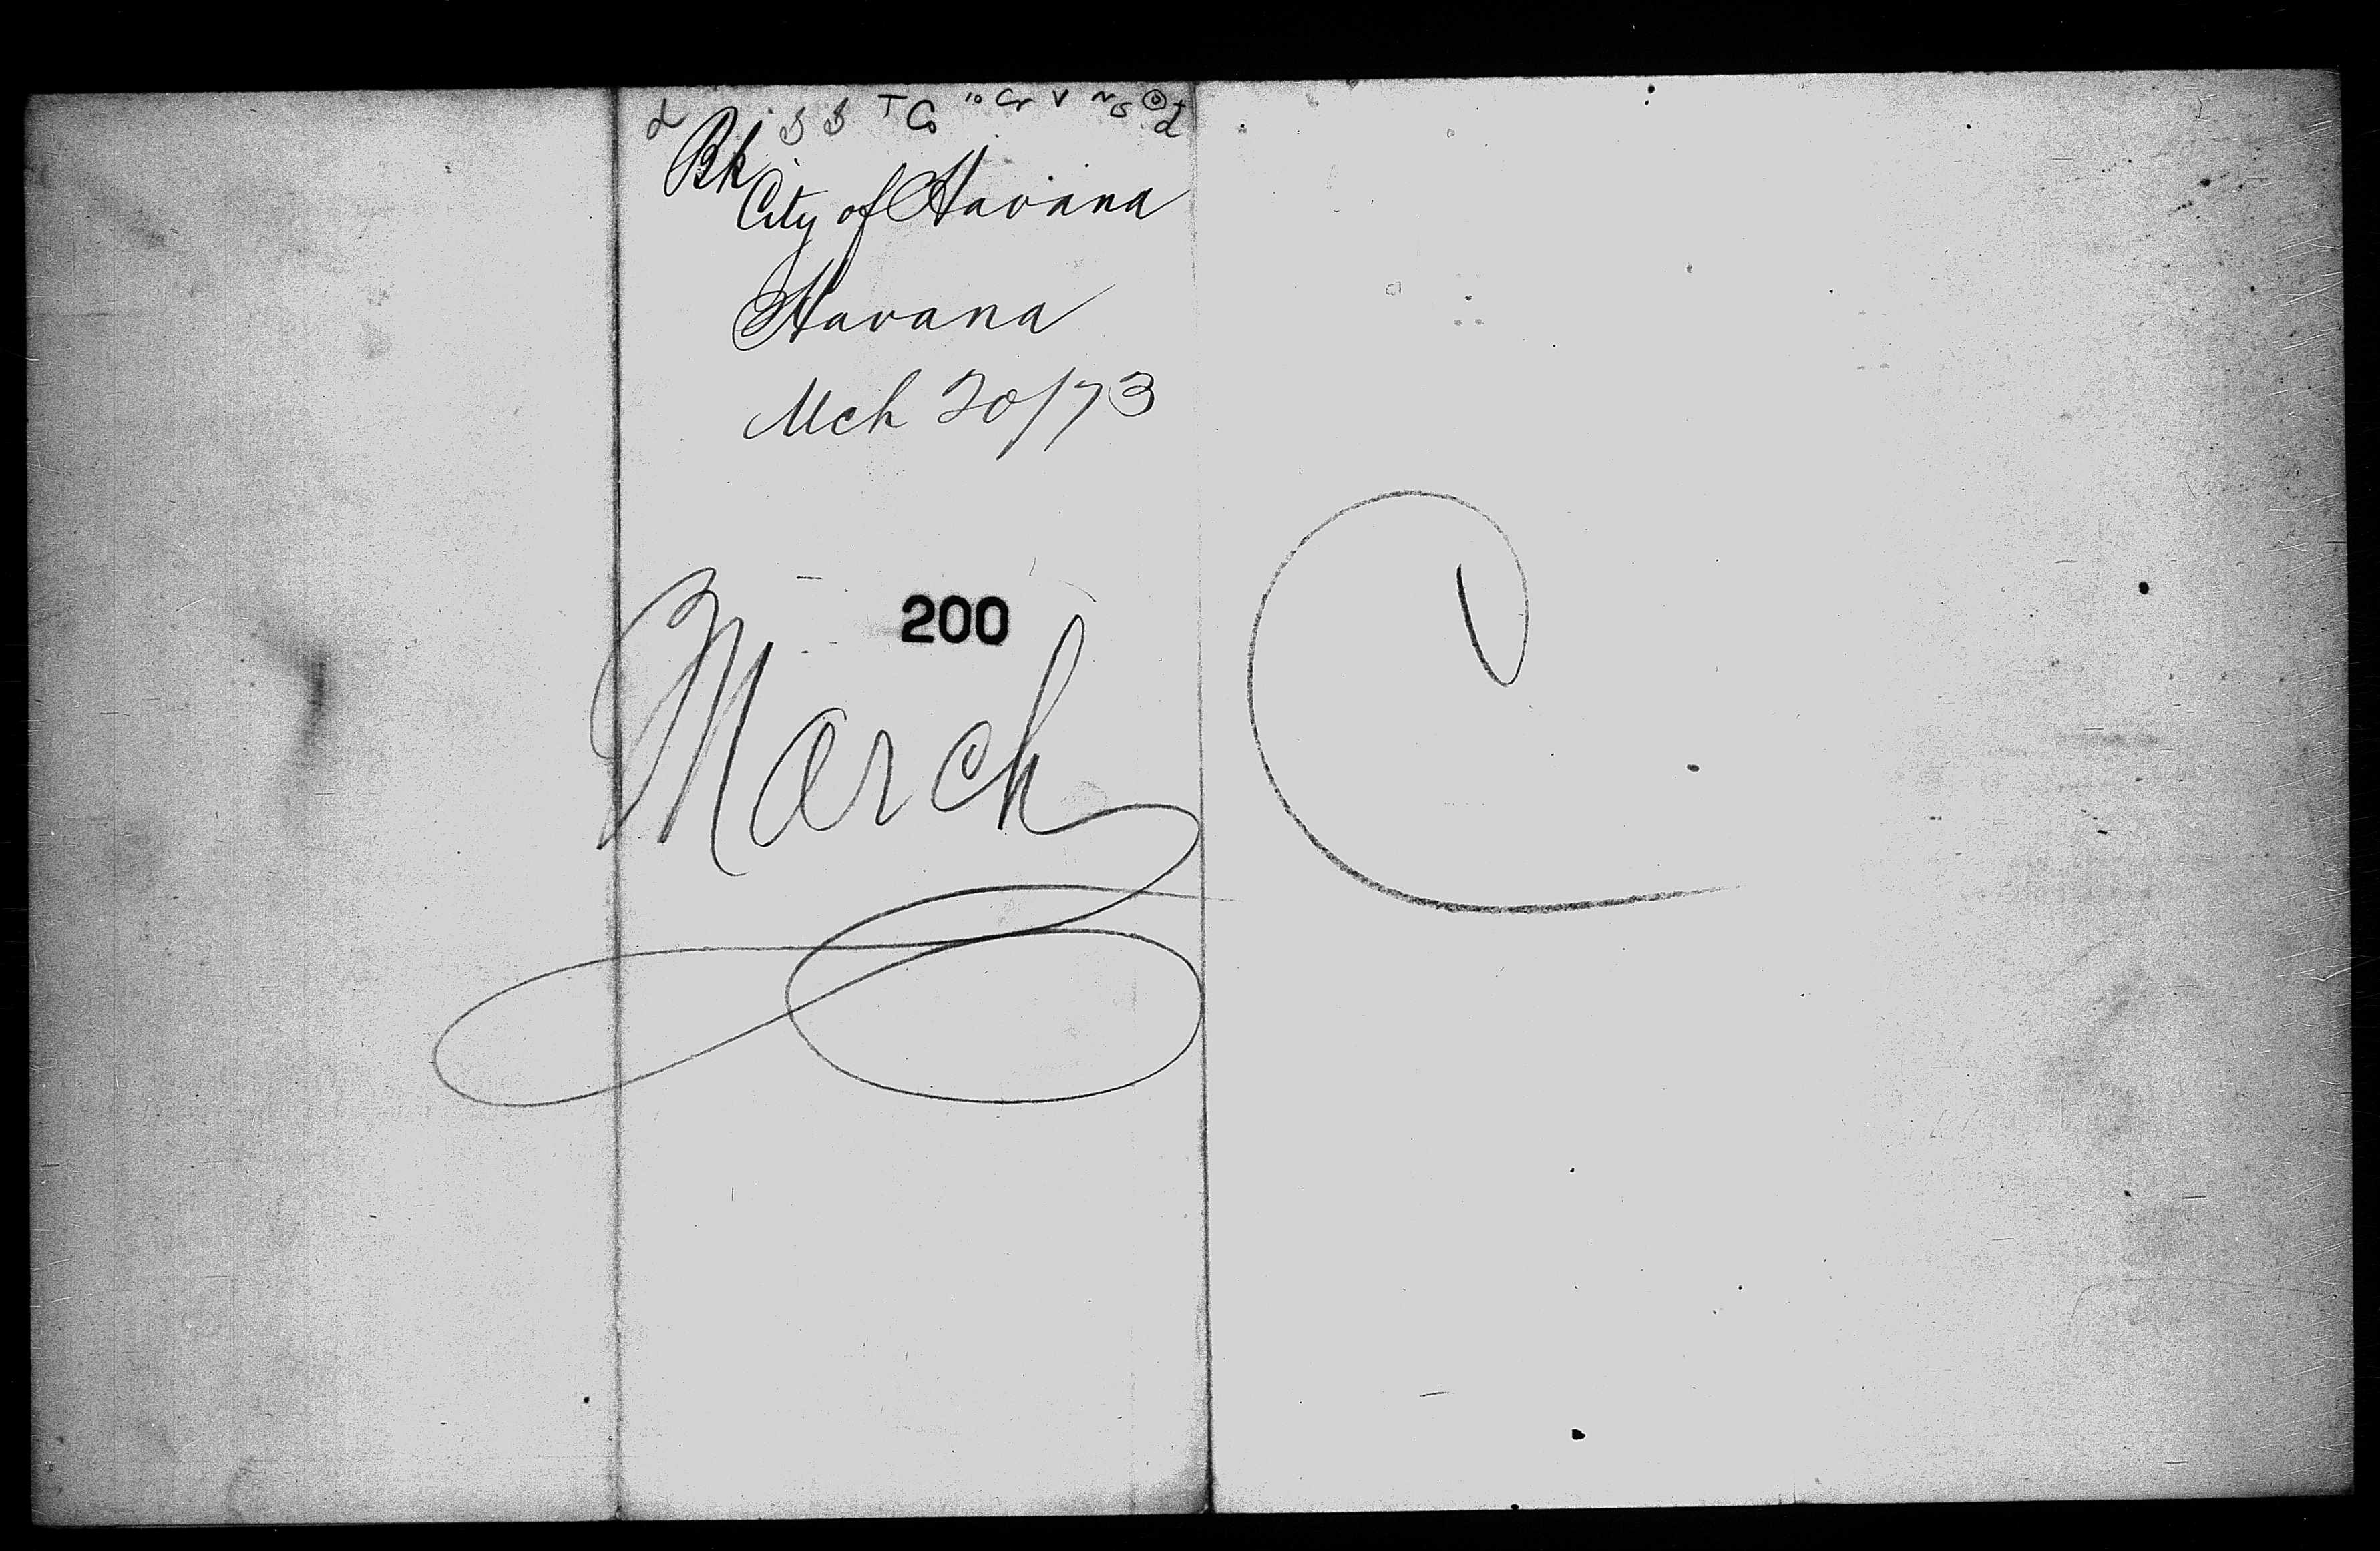 Bk
City of Havana
Havana
Mch 20/73
200
March
C